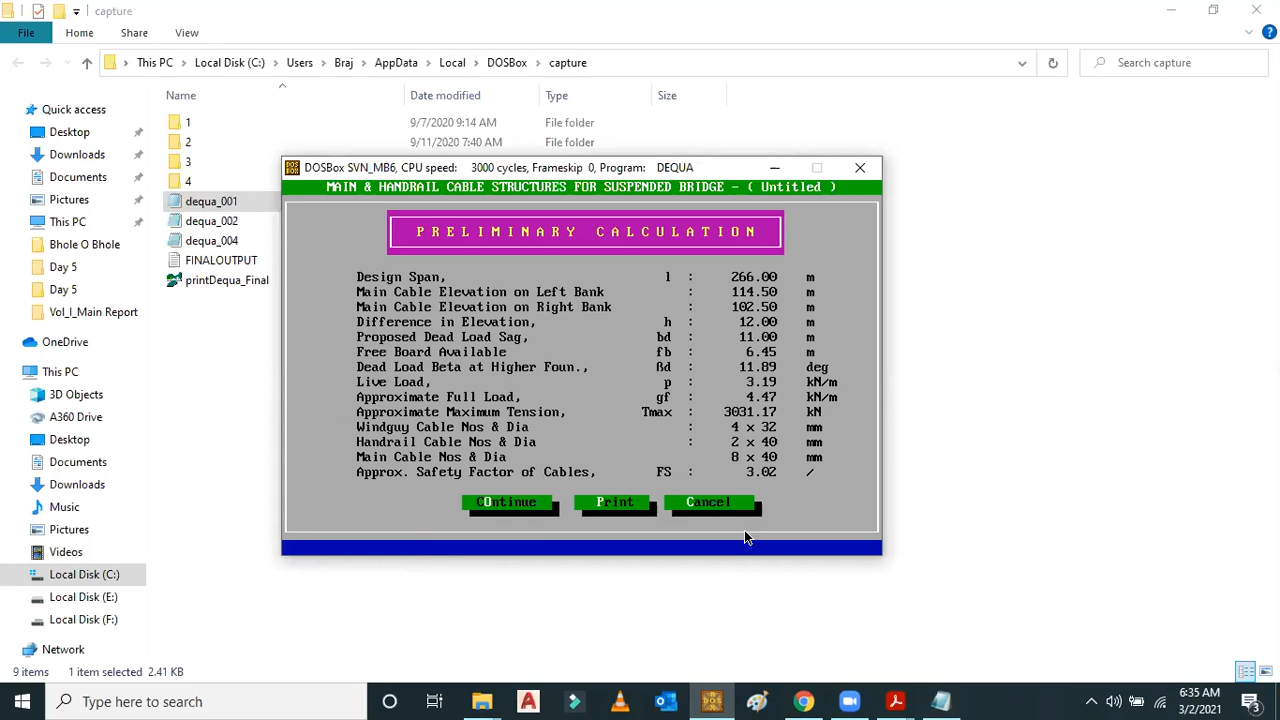 capture
File Home Share View
This PC Local Disk (C:) Users Braj AppData Local DOSBox capture
Search capture
Name Date modified Type Size
Quick access
Desktop
Downloads
Documents
Pictures
This PC
Bhole O Bhole
Day 5
Day 5
Vol_I_Main Report
OneDrive
This PC
3D Objects
A360 Drive
Desktop
Documents
Downloads
Music
Pictures
Videos
Local Disk (C:)
Local Disk (E:)
Local Disk (F:)
Network
1 9/7/2020 9:14 AM File folder
2 9/11/2020 7:40 AM File folder
3
4
dequa_001
dequa_002
dequa_004
FINALOUTPUT
printDequa_Final
DOSBox SVN_MB6, CPU speed: 3000 cycles, Frameskip 0, Program: DEQUA
MAIN & HANDRAIL CABLE STRUCTURES FOR SUSPENDED BRIDGE - ( Untitled )
PRELIMINARY CALCULATION
Design Span, l : 266.00 m
Main Cable Elevation on Left Bank : 114.50 m
Main Cable Elevation on Right Bank : 102.50 m
Difference in Elevation, h : 12.00 m
Proposed Dead Load Sag, bd : 11.00 m
Free Board Available fb : 6.45 m
Dead Load Beta at Higher Foun., ßd : 11.89 deg
Live Load, p : 3.19 kN/m
Approximate Full Load, gf : 4.47 kN/m
Approximate Maximum Tension, Tmax : 3031.17 kN
Windguy Cable Nos & Dia : 4 x 32 mm
Handrail Cable Nos & Dia : 2 x 40 mm
Main Cable Nos & Dia : 8 x 40 mm
Approx. Safety Factor of Cables, FS : 3.02 /
COntinue Print Cancel
9 items 1 item selected 2.41 KB
Type here to search
6:35 AM
3/2/2021
3